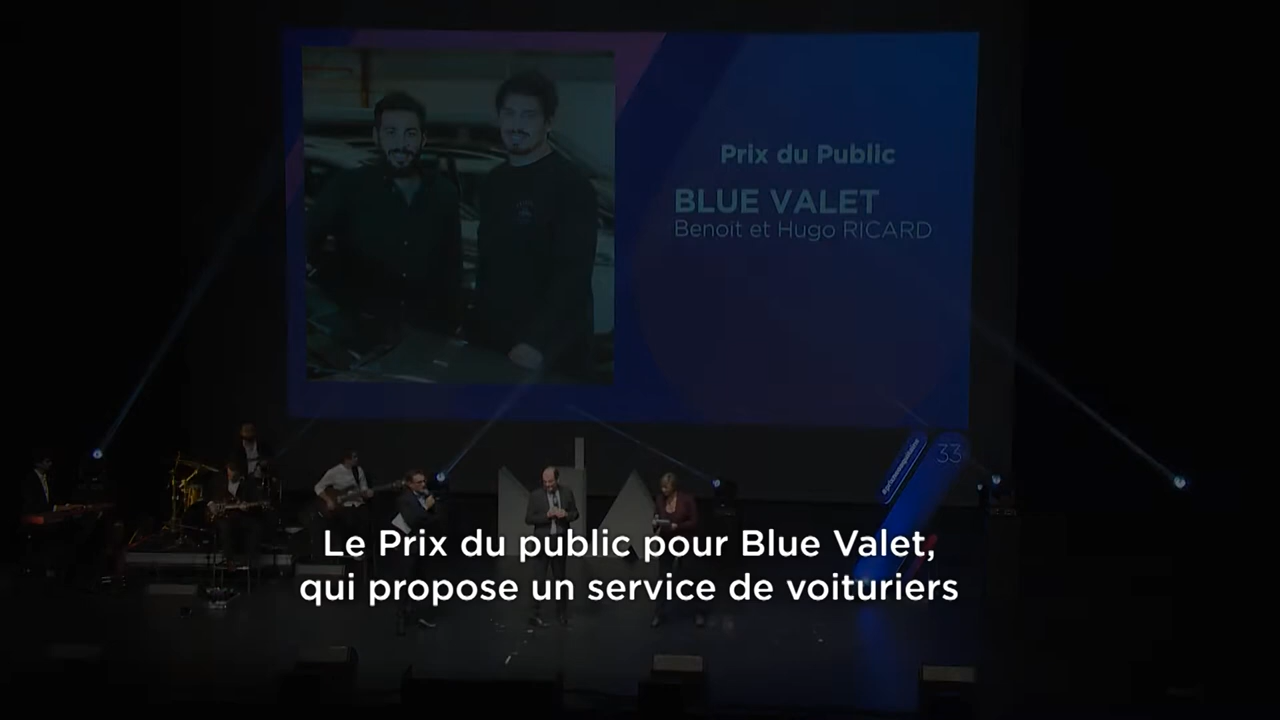 Prix du Public
BLUE VALET
Benoît et Hugo RICARD
33
Le Prix du public pour Blue Valet,
qui propose un service de voituriers